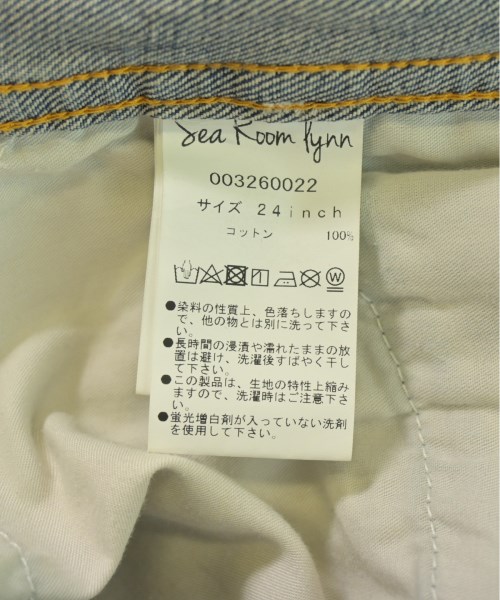 Sea Room lynn
003260022
サイズ 24inch
コットン 100%
W
●染料の性質上、色落ちしますの
で、他の物とは別に洗って下さ
い。
●長時間の浸漬や濡れたままの放
置は避け、洗濯後すばやく干し
て下さい。
●この製品は、生地の特性上縮み
ますので、洗濯時はご注意下さ
い。
●蛍光増白剤が入っていない洗剤
を使用して下さい。